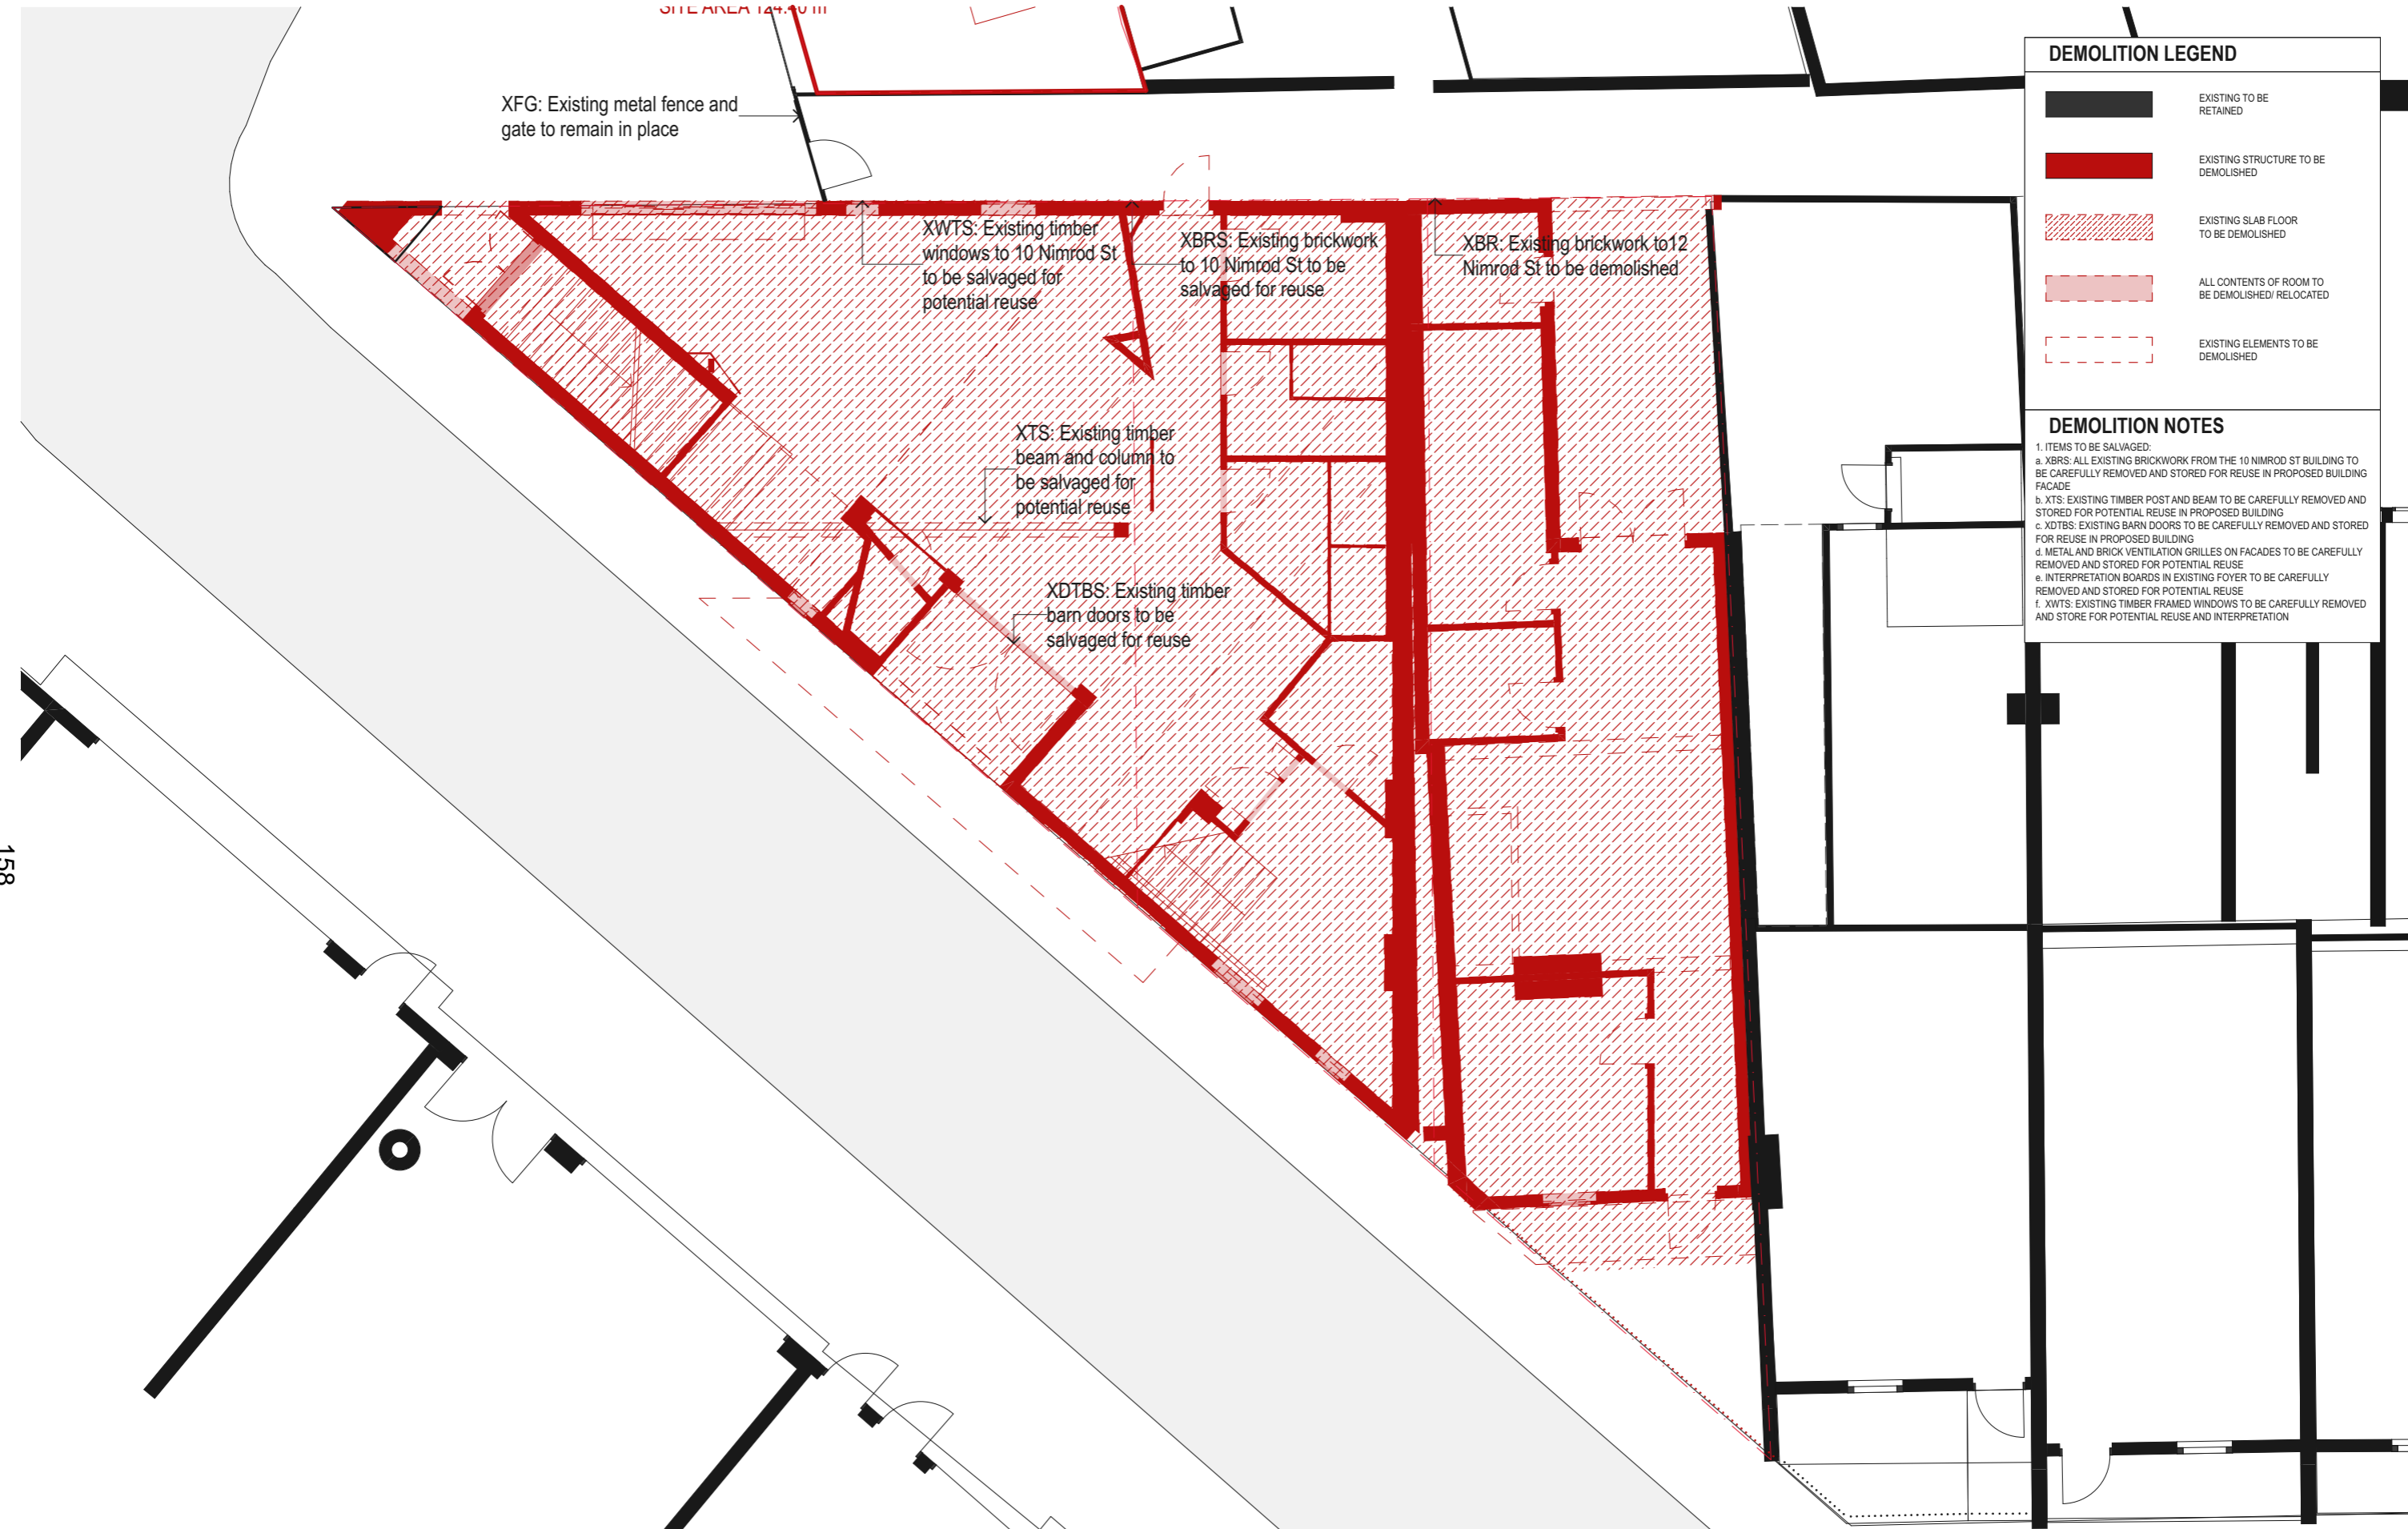 XFG: Existing metal fence and
gate to remain in place
XWTS: Existing timber
windows to 10 Nimrod St
to be salvaged for
potential reuse
XBRS: Existing brickwork
to 10 Nimrod St to be
salvaged for reuse
XBR: Existing brickwork to12
Nimrod St to be demolished
XTS: Existing timber
beam and column to
be salvaged for
potential reuse
XDTBS: Existing timber
barn doors to be
salvaged for reuse
158
DEMOLITION LEGEND
EXISTING TO BE
RETAINED
EXISTING STRUCTURE TO BE
DEMOLISHED
EXISTING SLAB FLOOR
TO BE DEMOLISHED
ALL CONTENTS OF ROOM TO
BE DEMOLISHED/ RELOCATED
EXISTING ELEMENTS TO BE
DEMOLISHED
DEMOLITION NOTES
1. ITEMS TO BE SALVAGED:
a. XBRS: ALL EXISTING BRICKWORK FROM THE 10 NIMROD ST BUILDING TO
BE CAREFULLY REMOVED AND STORED FOR REUSE IN PROPOSED BUILDING
FACADE
b. XTS: EXISTING TIMBER POST AND BEAM TO BE CAREFULLY REMOVED AND
STORED FOR POTENTIAL REUSE IN PROPOSED BUILDING
c. XDTBS: EXISTING BARN DOORS TO BE CAREFULLY REMOVED AND STORED
FOR REUSE IN PROPOSED BUILDING
d. METAL AND BRICK VENTILATION GRILLES ON FACADES TO BE CAREFULLY
REMOVED AND STORED FOR POTENTIAL REUSE
e. INTERPRETATION BOARDS IN EXISTING FOYER TO BE CAREFULLY
REMOVED AND STORED FOR POTENTIAL REUSE
f. XWTS: EXISTING TIMBER FRAMED WINDOWS TO BE CAREFULLY REMOVED
AND STORE FOR POTENTIAL REUSE AND INTERPRETATION